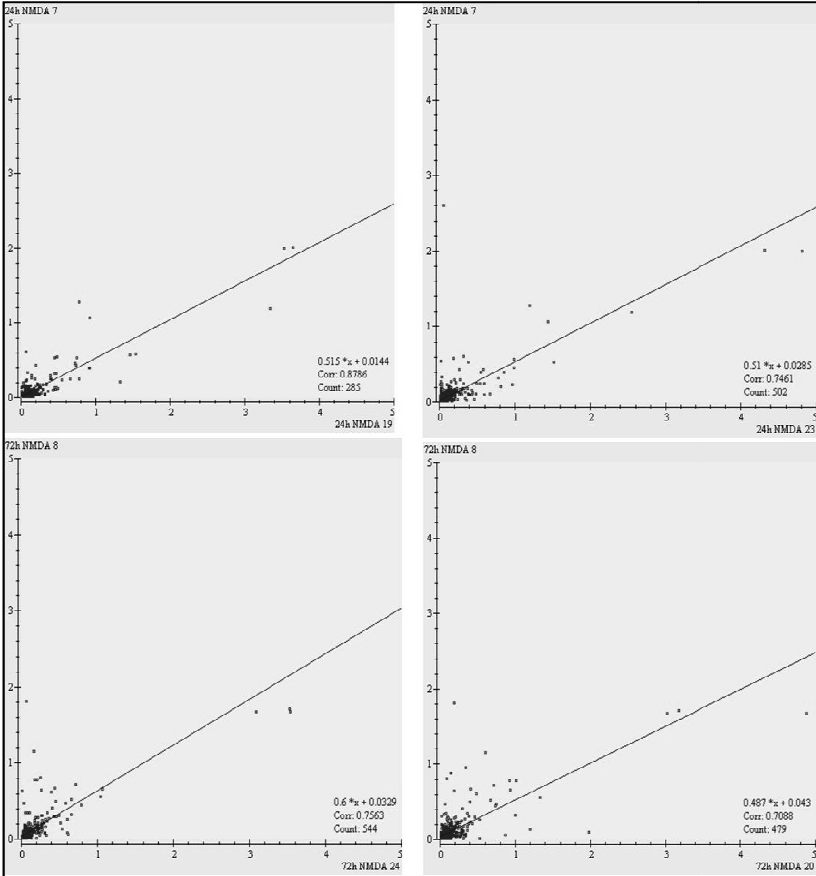 24h NMDA 7
5
4
3
2
1
0
0 1 2 3 4 5
0.515 *x + 0.0144
Corr: 0.8786
Count: 285
24h NMDA 19
24h NMDA 7
5
4
3
2
1
0
0 1 2 3 4 5
0.51 *x + 0.0285
Corr: 0.7461
Count: 502
24h NMDA 23
72h NMDA 8
5
4
3
2
1
0
0 1 2 3 4 5
0.6 *x + 0.0329
Corr: 0.7563
Count: 544
72h NMDA 24
72h NMDA 8
5
4
3
2
1
0
0 1 2 3 4 5
0.487 *x + 0.043
Corr: 0.7088
Count: 479
72h NMDA 20